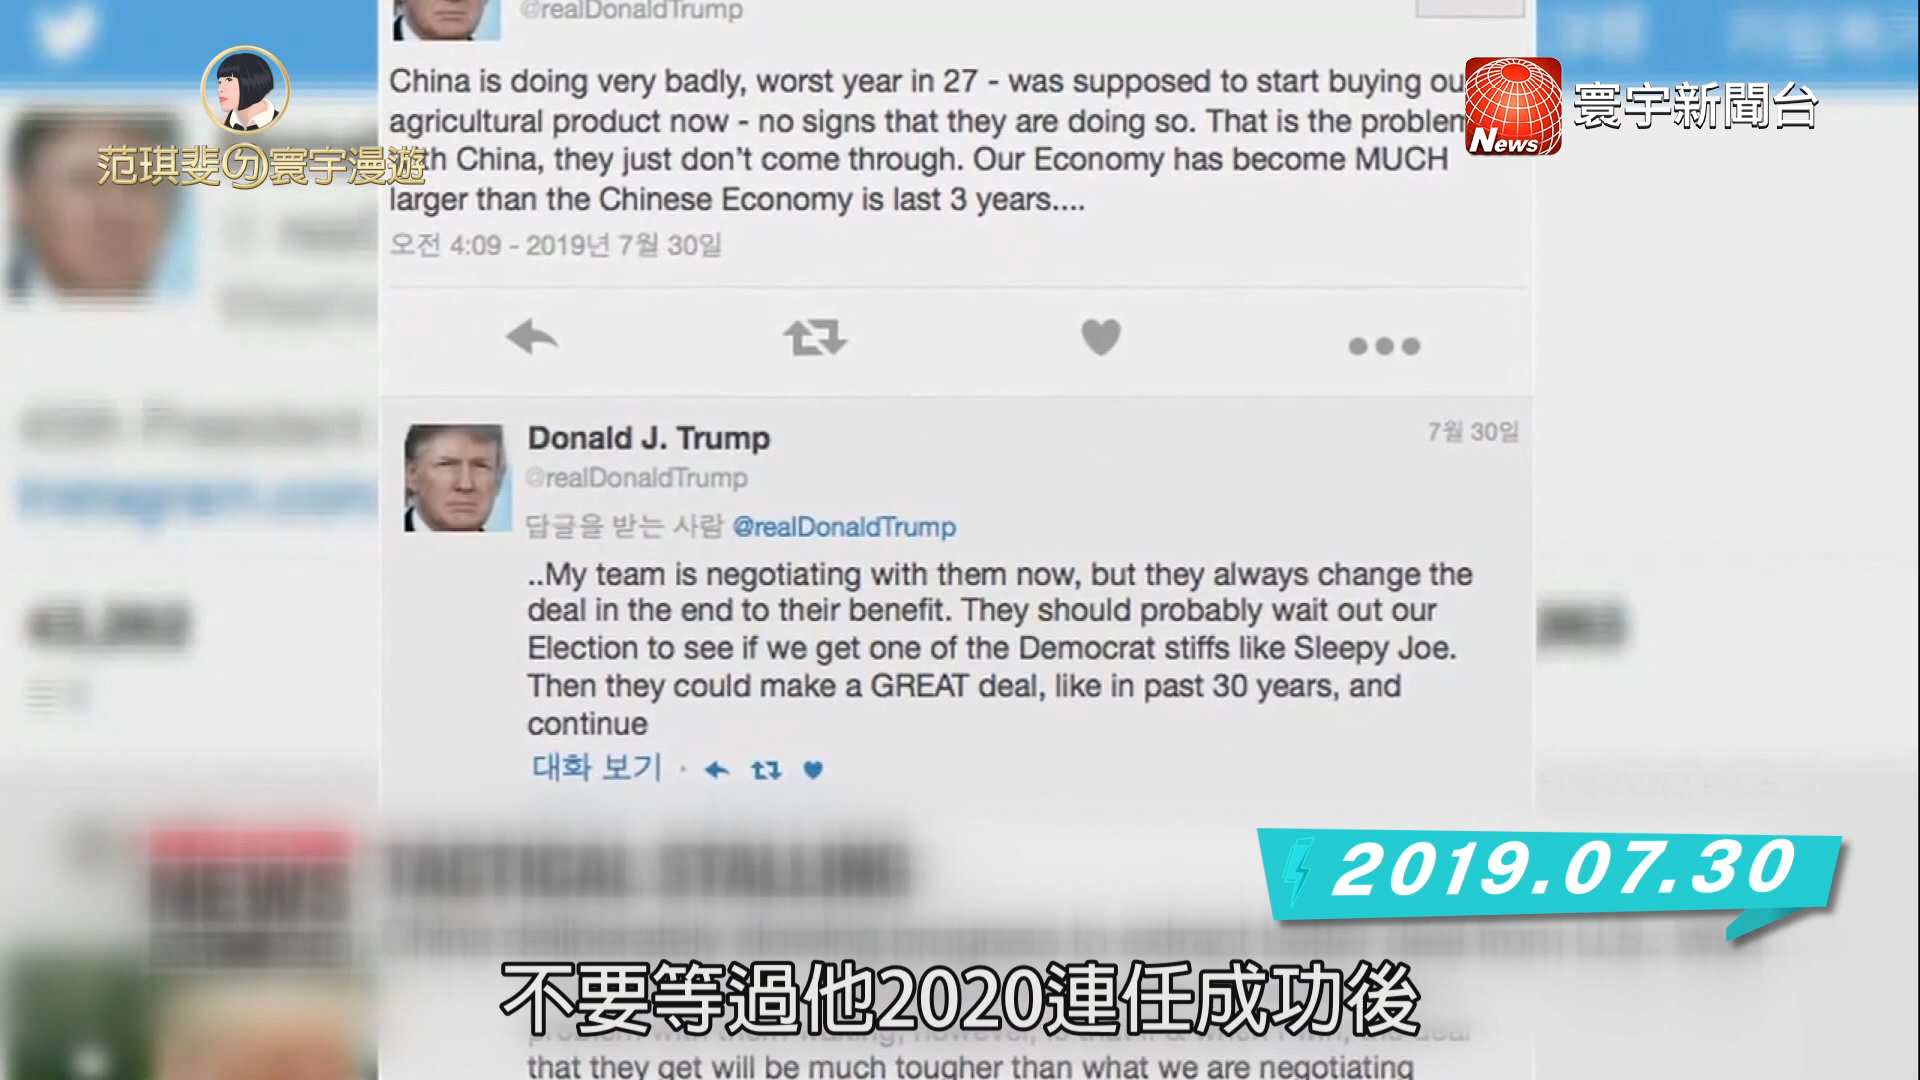 @realDonaldTrump
China is doing very badly, worst year in 27 - was supposed to start buying ou
agricultural product now - no signs that they are doing so. That is the problem
th China, they just don't come through. Our Economy has become MUCH
larger than the Chinese Economy is last 3 years....
오전 4:09 - 2019년 7월 30일
范琪斐ㄉ寰宇漫遊
News
寰宇新聞台
Donald J. Trump
7월 30일
@realDonaldTrump
답글을 받는 사람 @realDonaldTrump
..My team is negotiating with them now, but they always change the
deal in the end to their benefit. They should probably wait out our
Election to see if we get one of the Democrat stiffs like Sleepy Joe.
Then they could make a GREAT deal, like in past 30 years, and
continue
대화 보기
TACTICAL STALLING
NEWS
2019.07.30
不要等過他2020連任成功後
that they get will be much tougher than what we are negotiating